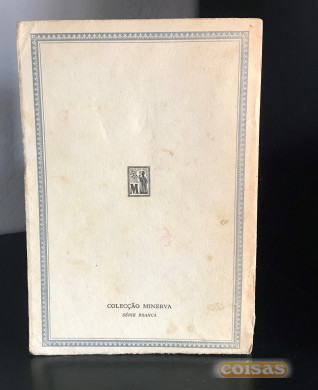 M
COLECÇÃO MINERVA
SÉRIE BRANCA
coisas